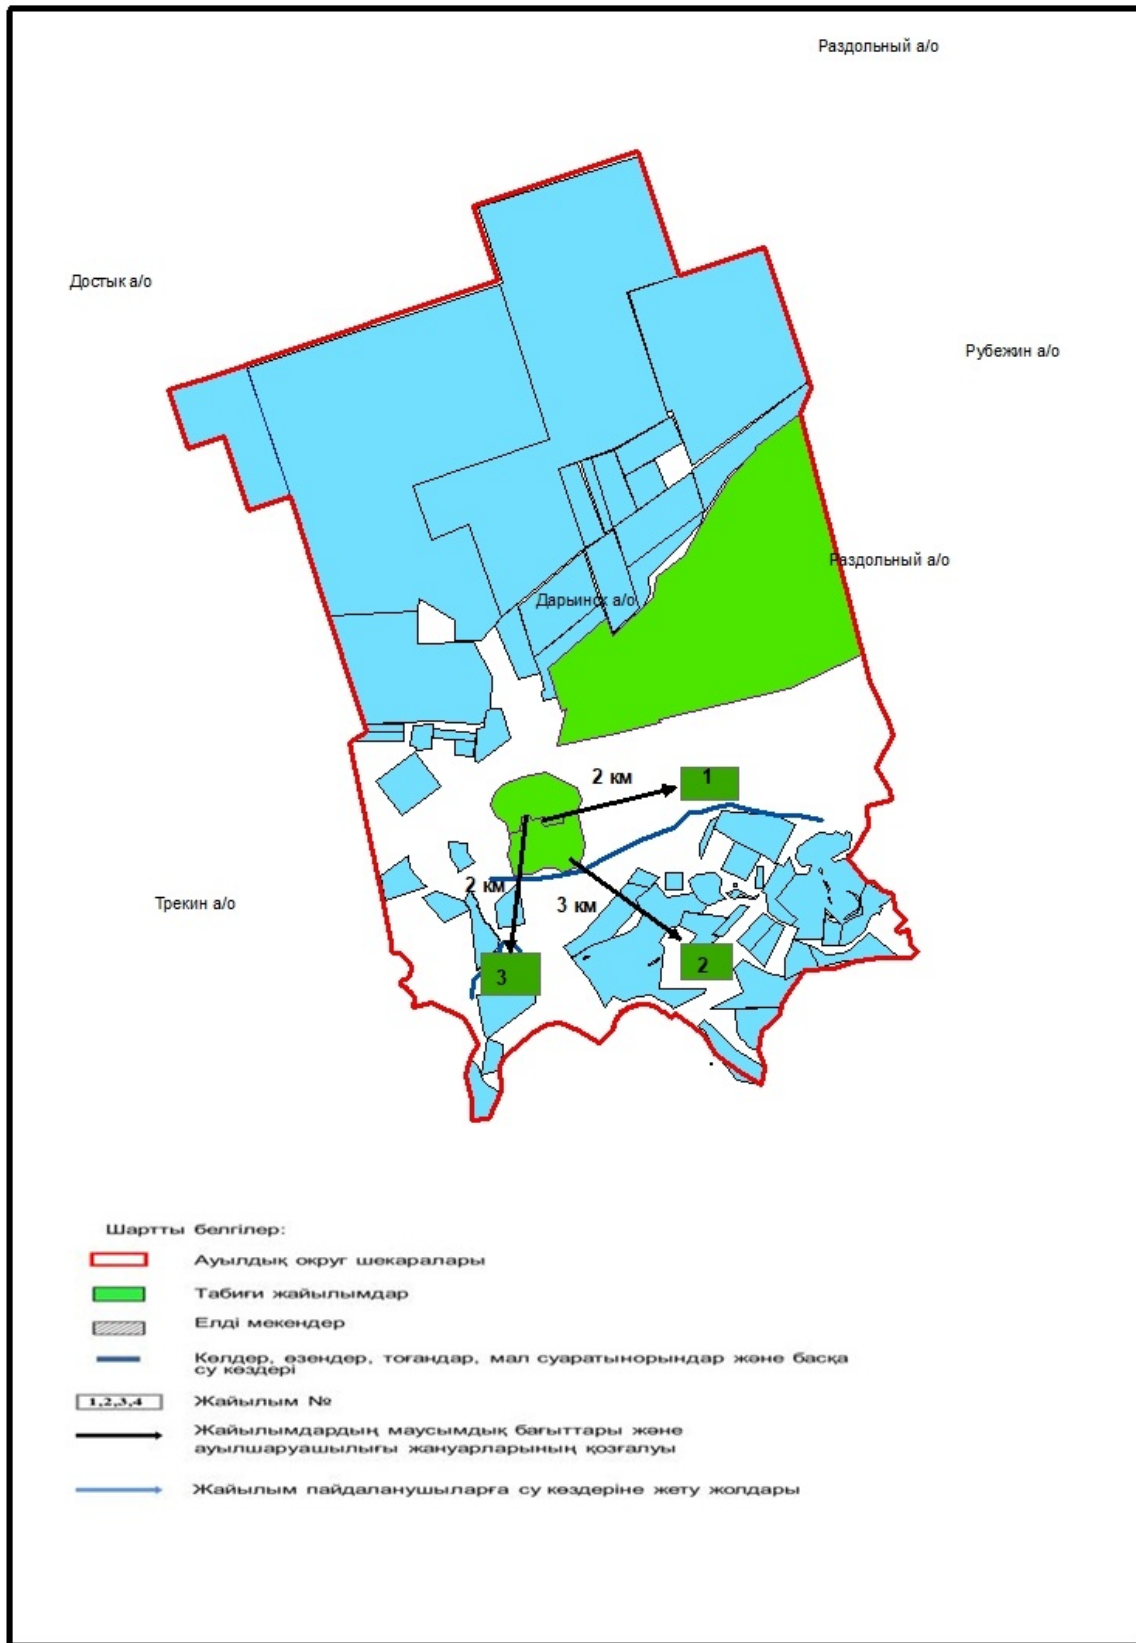 Раздольный а/о
Достык а/о
Рубежин а/о
Раздольный а/о
Дарьинск а/о
2 км
1
2 км
3 км
Трекин а/о
2
3
Шартты белгілер:
Ауылдық округ шекаралары
Табиғи жайылымдар
Елді мекендер
Көлдер, өзендер, тоғандар, мал суаратынорындар және басқа
су көздері
1,2,3,4 Жайылым №
Жайылымдардың маусымдық бағыттары және
ауылшаруашылығы жануарларының қозғалуы
Жайылым пайдаланушыларға су көздеріне жету жолдары